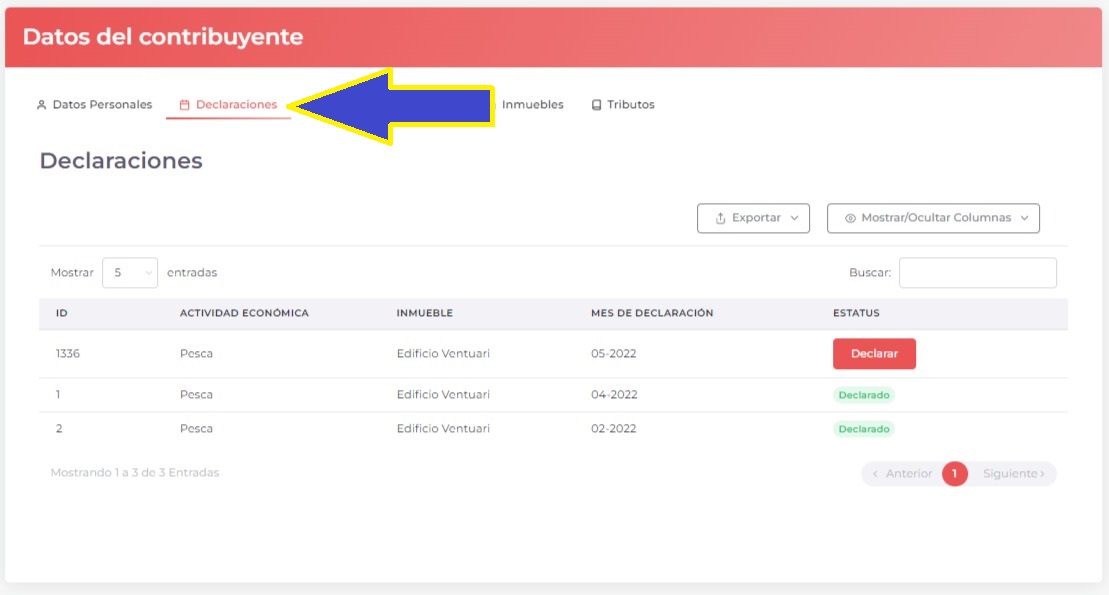 Datos del contribuyente
Datos Personales Declaraciones Inmuebles Tributos
Declaraciones
Exportar Mostrar/Ocultar Columnas
Mostrar 5 entradas Buscar:
ID ACTIVIDAD ECONÓMICA INMUEBLE MES DE DECLARACIÓN ESTATUS
1336 Pesca Edificio Ventuari 05-2022 Declarar
1 Pesca Edificio Ventuari 04-2022 Declarado
2 Pesca Edificio Ventuari 02-2022 Declarado
Mostrando 1 a 3 de 3 Entradas ‹ Anterior 1 Siguiente ›